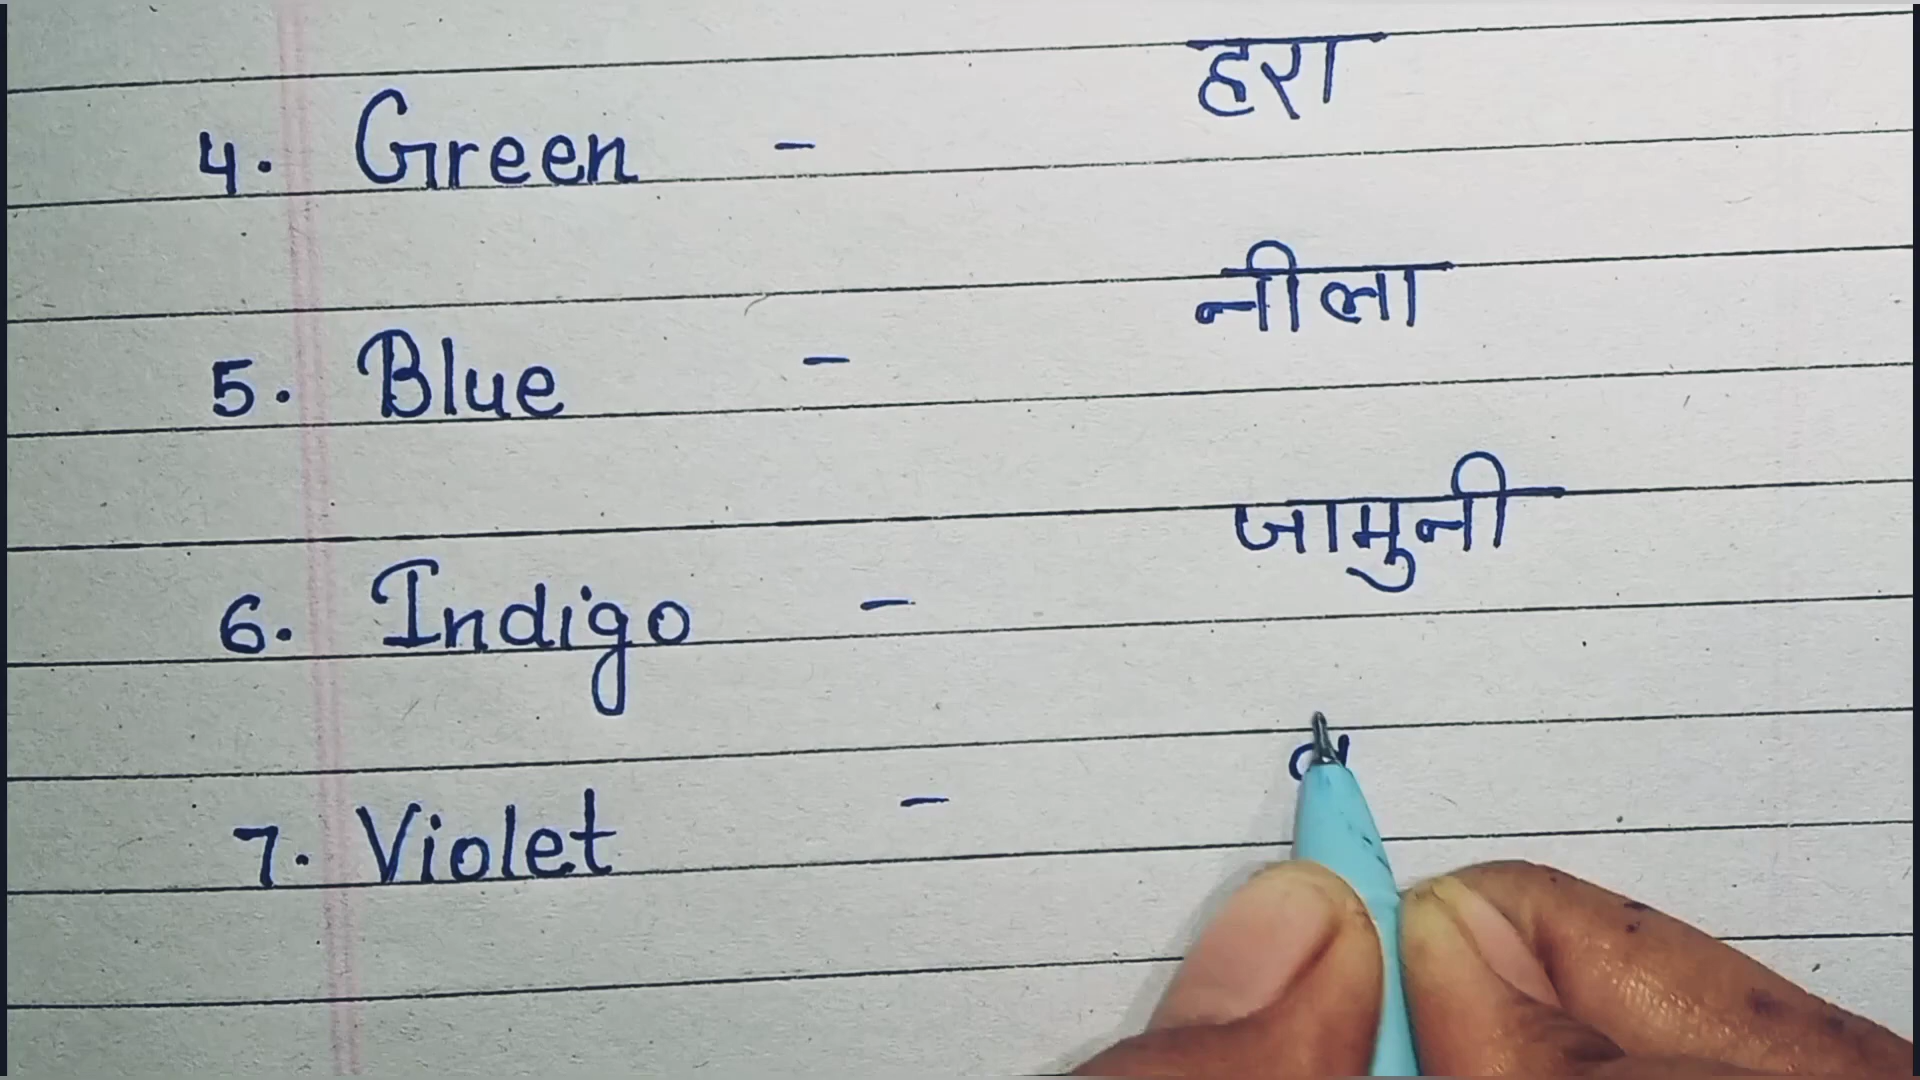 4. Green - हरा
5. Blue - नीला
6. Indigo - जामुनी
7. Violet -